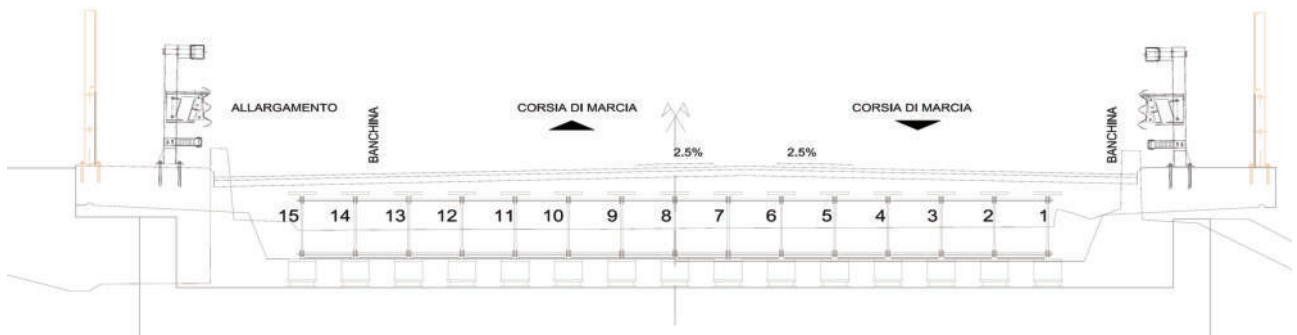 ALLARGAMENTO
BANCHINA
CORSIA DI MARCIA
CORSIA DI MARCIA
BANCHINA
2.5% 2.5%
15 14 13 12 11 10 9 8 7 6 5 4 3 2 1